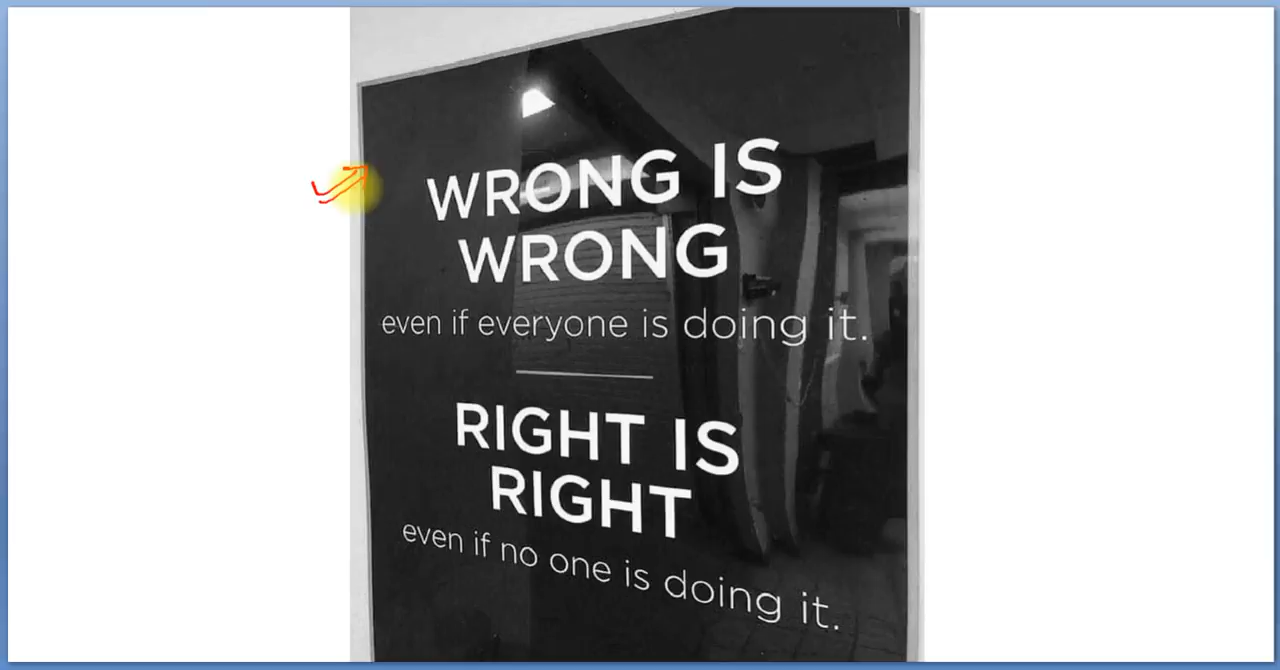 WRONG IS
WRONG
even if everyone is doing it.
RIGHT IS
RIGHT
even if no one is doing it.